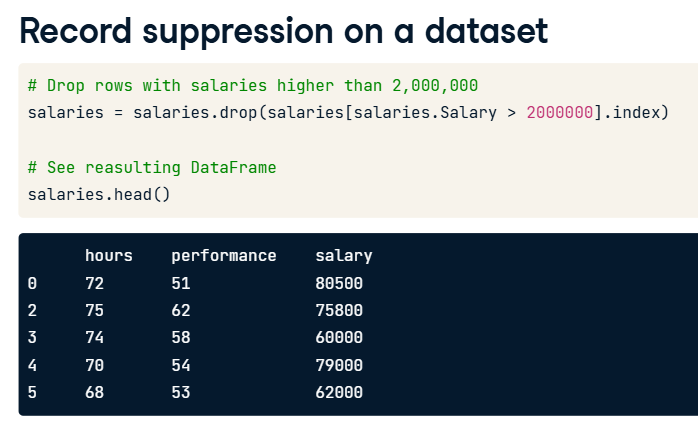 Record suppression on a dataset
# Drop rows with salaries higher than 2,000,000
salaries = salaries.drop(salaries[salaries.Salary > 2000000].index)
# See reasulting DataFrame
salaries.head()
hours performance salary
0 72 51 80500
2 75 62 75800
3 74 58 60000
4 70 54 79000
5 68 53 62000